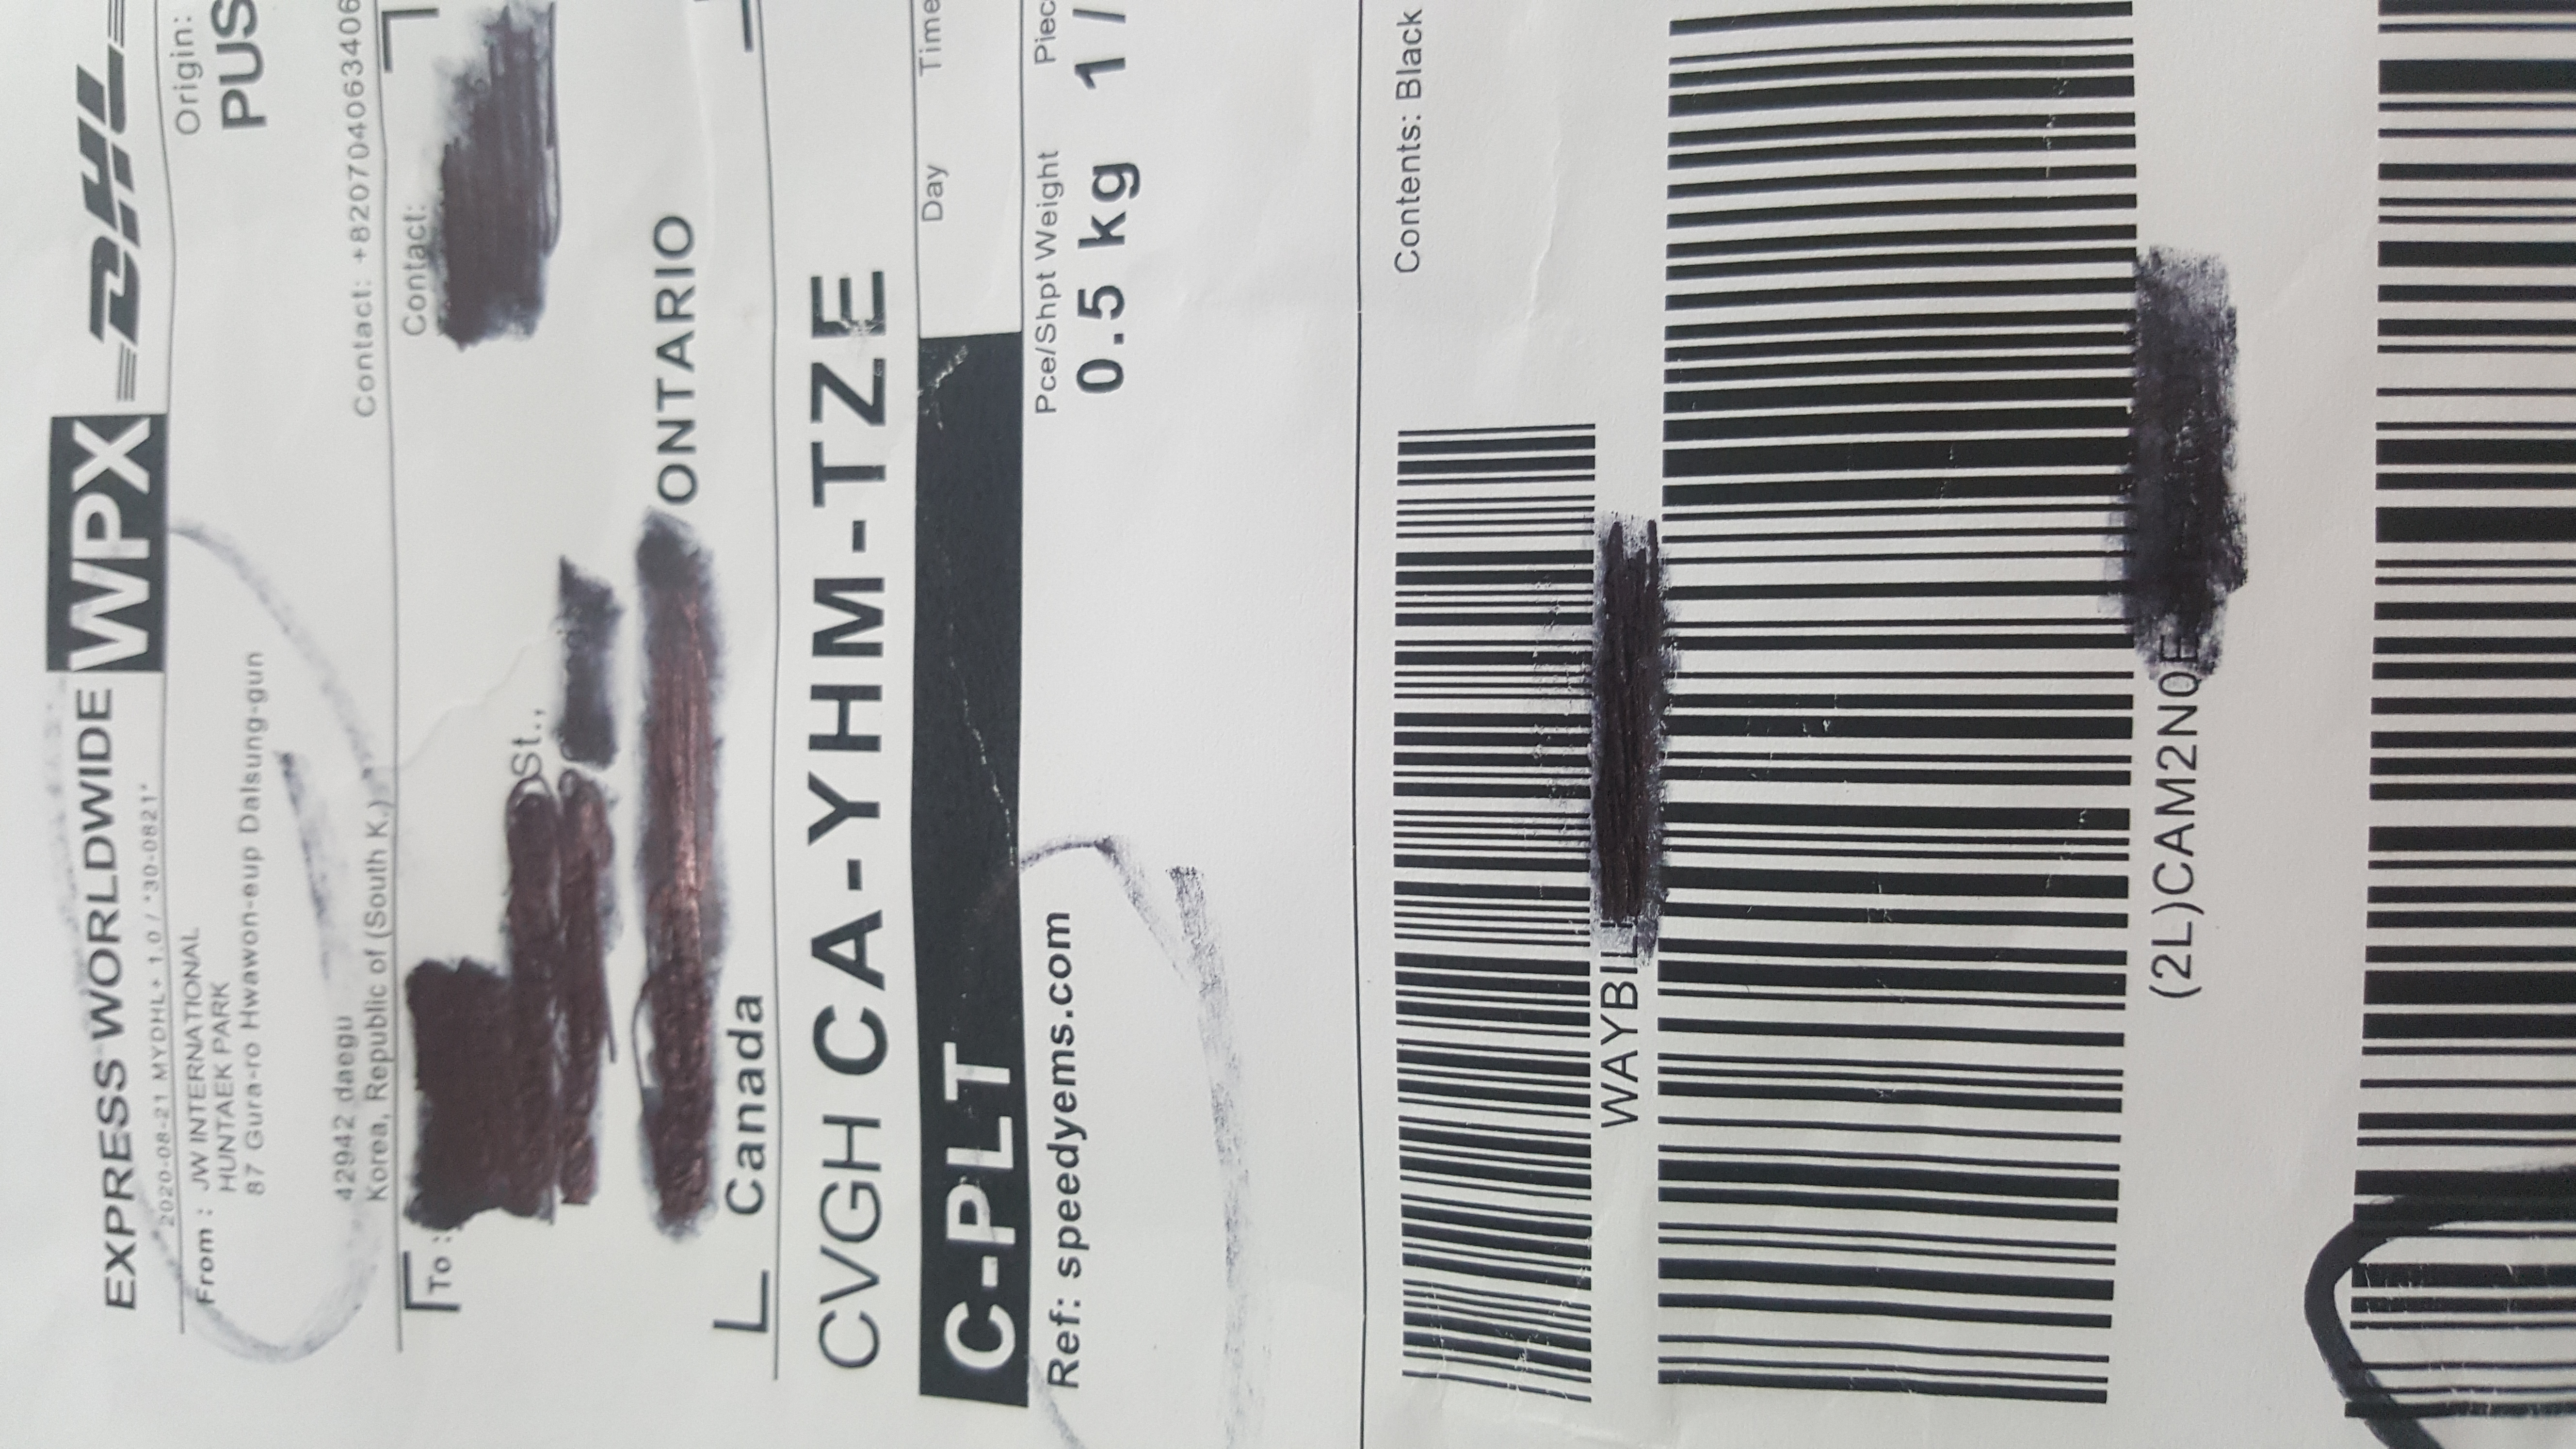 EXPRESS WORLDWIDE WPX DHL
2020-08-21 MYDHL+ 1.0 / *30-0821*
From : JW INTERNATIONAL
HUNTAEK PARK
87 Gura-ro Hwawon-eup Dalsung-gun
42942 daegu
Korea, Republic of (South K.)
Origin:
PUS
Contact: +82070406340​6
To :
St.,
ONTARIO
Canada
Contact:
CVGH CA-YHM-TZE
C-PLT
Day Time
Ref: speedyems.com
Pce/Shpt Weight Piec
0.5 kg 1 /
Contents: Black
WAYBIL
(2L)CAM2N0E